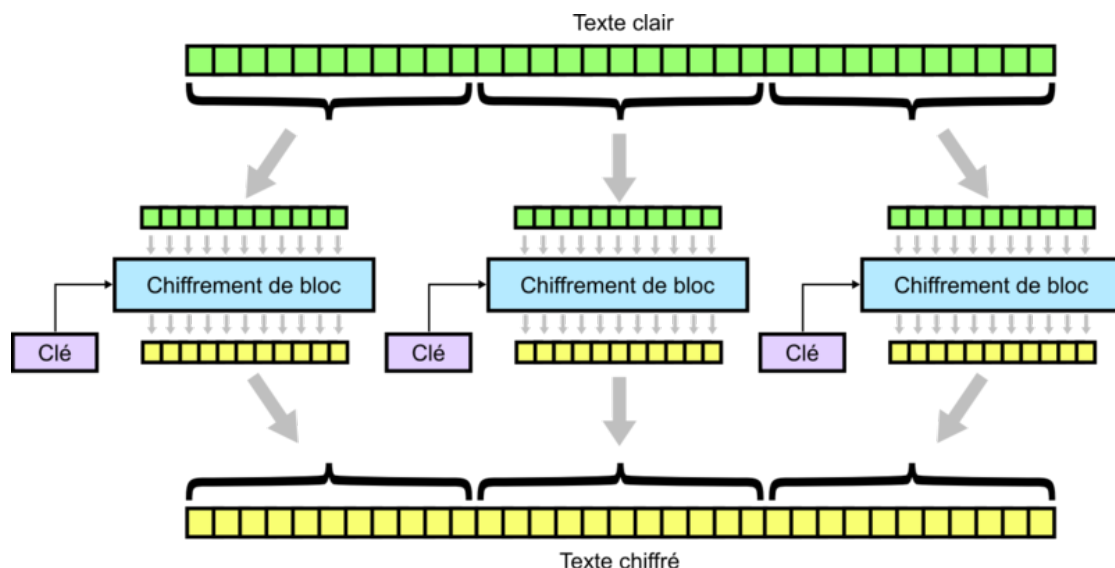 Texte clair
Chiffrement de bloc
Chiffrement de bloc
Chiffrement de bloc
Clé
Clé
Clé
Texte chiffré